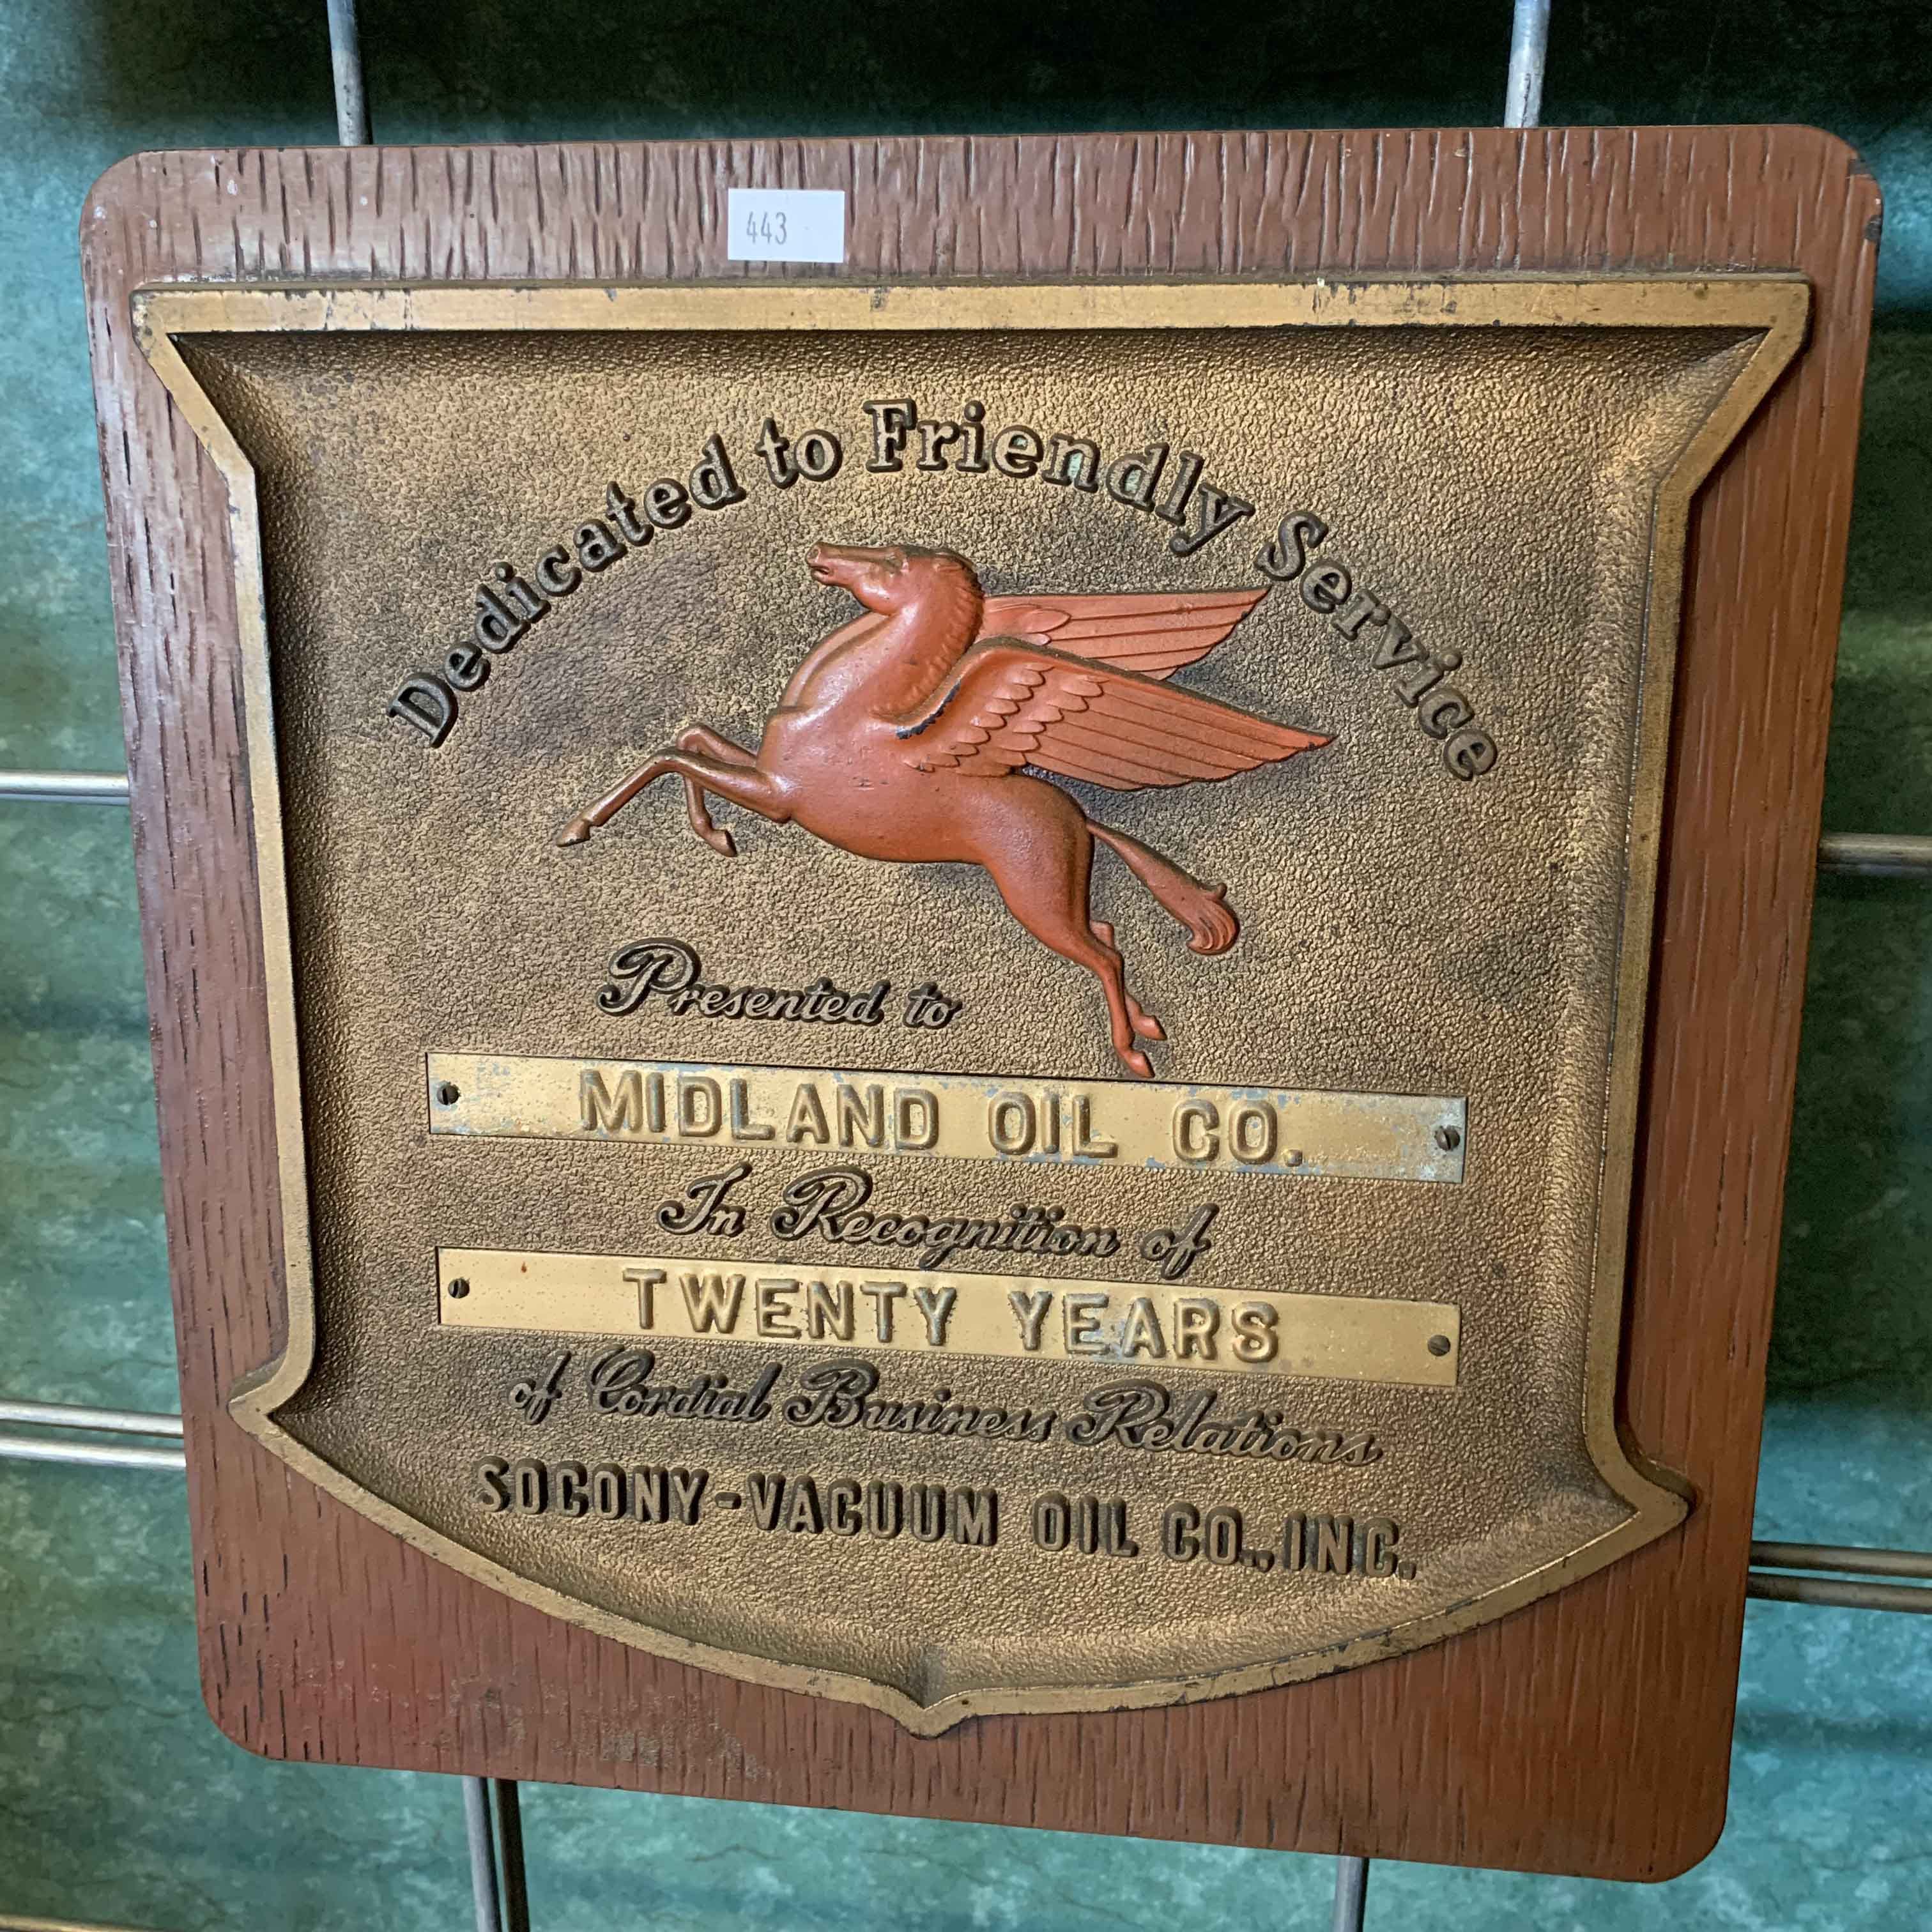 443
Dedicated to Friendly Service
Presented to
MIDLAND OIL CO.
In Recognition of
TWENTY YEARS
of Cordial Business Relations
SOCONY-VACUUM OIL CO., INC.